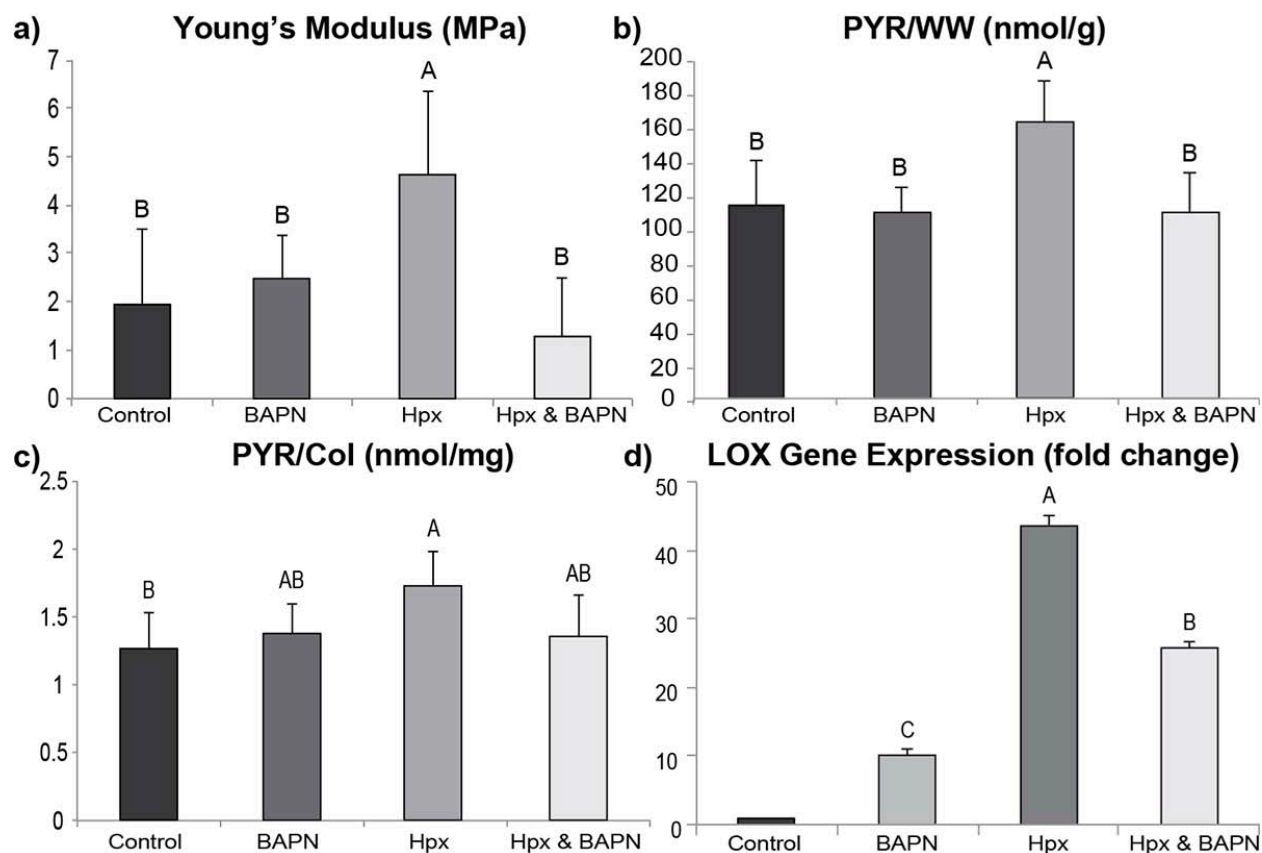 a) Young's Modulus (MPa)
7
6
5
4
3
2
1
0
B
B
A
B
Control BAPN Hpx Hpx & BAPN
b) PYR/WW (nmol/g)
200
180
160
140
120
100
80
60
40
20
0
B
B
A
B
Control BAPN Hpx Hpx & BAPN
c) PYR/Col (nmol/mg)
2.5
2
1.5
1
0.5
0
B
AB
A
AB
Control BAPN Hpx Hpx & BAPN
d) LOX Gene Expression (fold change)
50
40
30
20
10
0
C
A
B
Control BAPN Hpx Hpx & BAPN